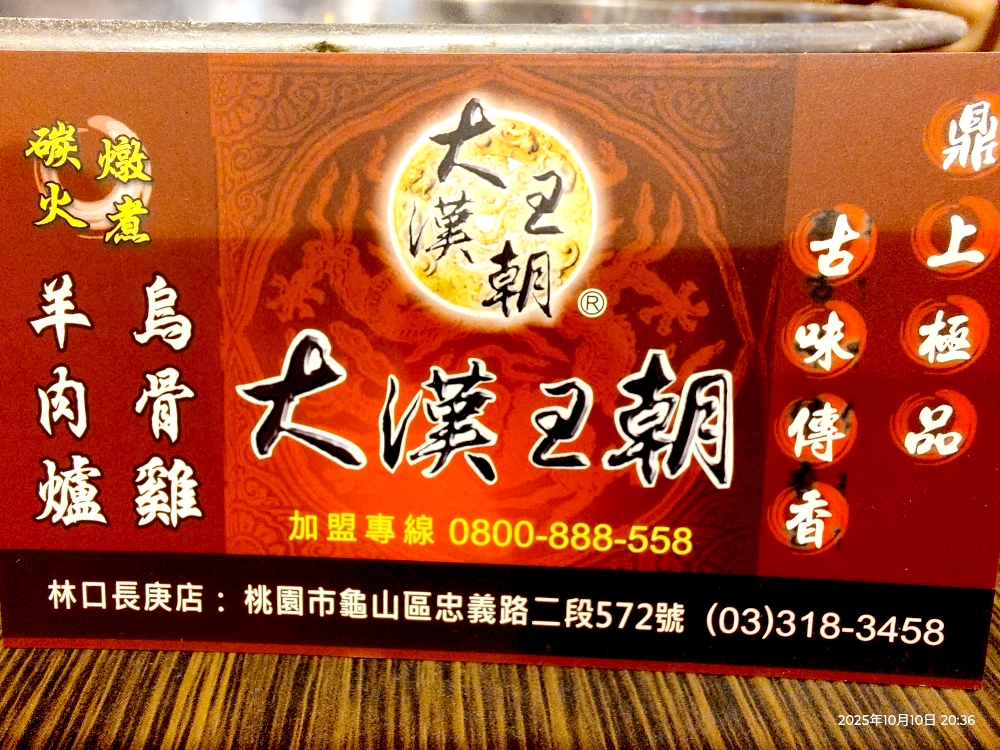 碳火
燉煮
烏骨雞
羊肉爐
大漢王朝
®
大漢王朝
加盟專線 0800-888-558
鼎上極品
古味傳香
林口長庚店：桃園市龜山區忠義路二段572號 (03)318-3458
2025年10月10日 20:36